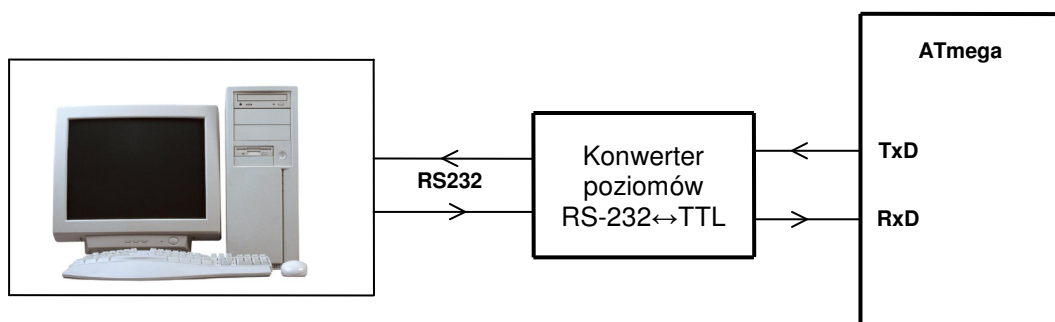 ATmega
RS232
Konwerter
poziomów
RS-232↔TTL
TxD
RxD